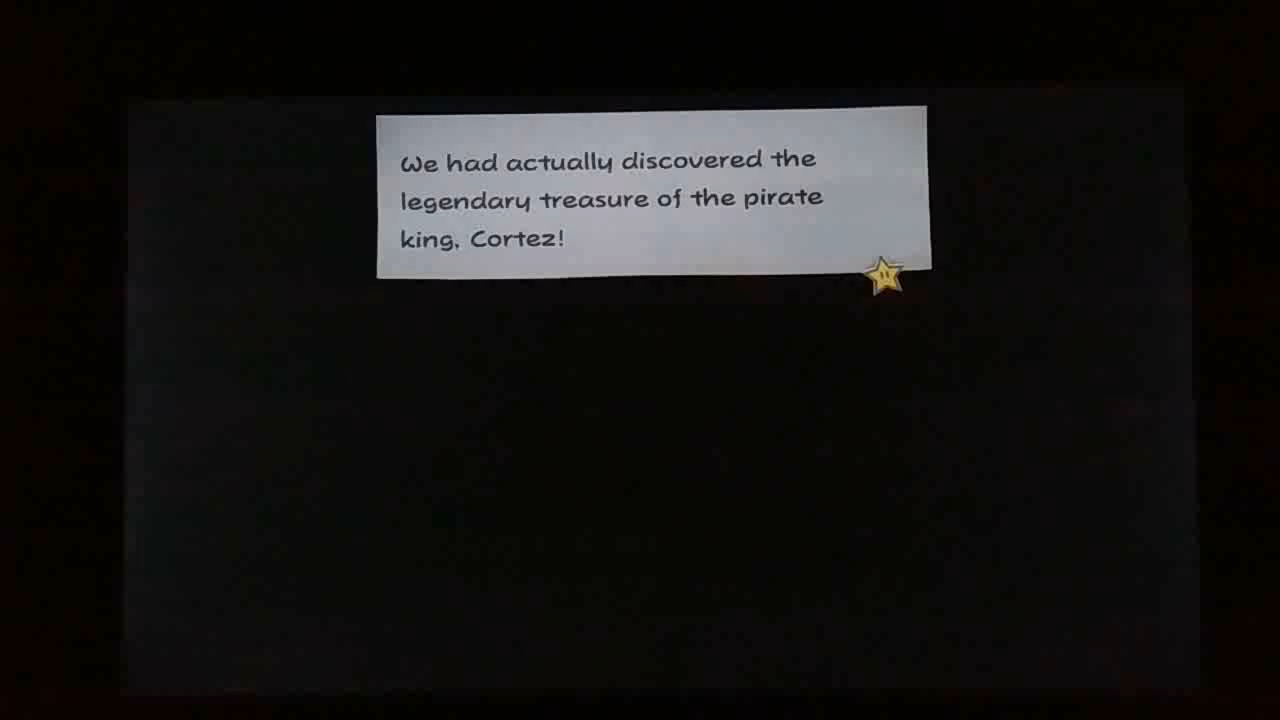 We had actually discovered the
legendary treasure of the pirate
king, Cortez!